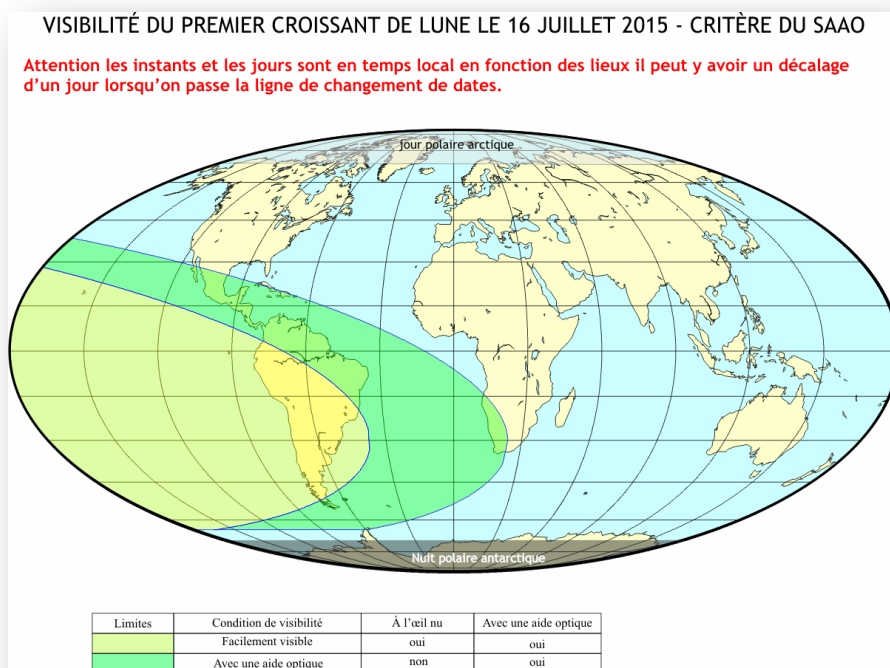 VISIBILITÉ DU PREMIER CROISSANT DE LUNE LE 16 JUILLET 2015 - CRITÈRE DU SAAO
Attention les instants et les jours sont en temps local en fonction des lieux il peut y avoir un décalage
d'un jour lorsqu'on passe la ligne de changement de dates.
jour polaire arctique
Nuit polaire antarctique
Limites Condition de visibilité À l'œil nu Avec une aide optique
Facilement visible oui oui
Avec une aide optique non oui